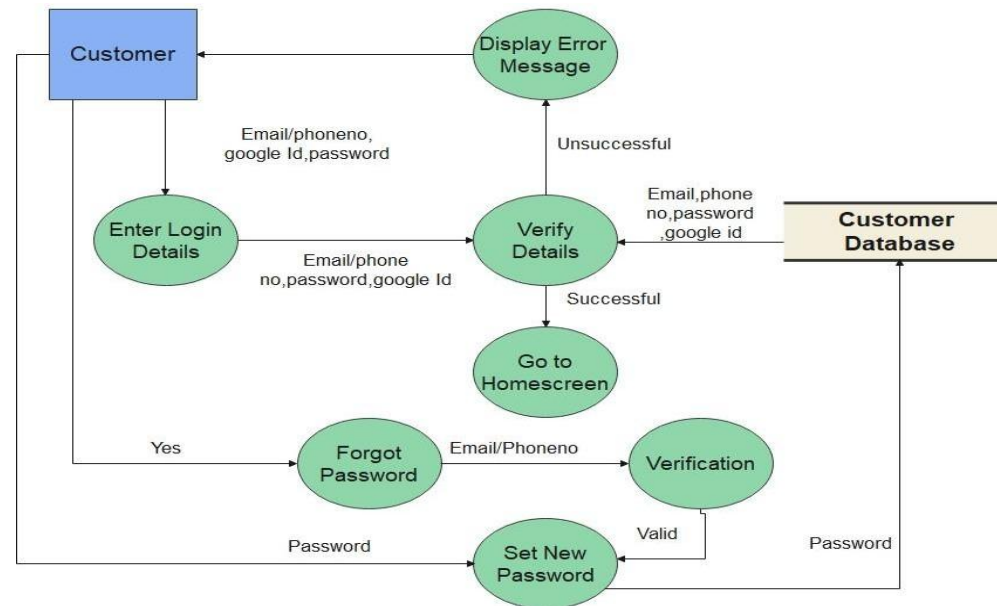 Customer
Display Error
Message
Email/phoneno,
google Id,password
Unsuccessful
Enter Login
Details
Email/phone
no,password,google Id
Verify
Details
Email,phone
no,password
,google id
Customer
Database
Successful
Go to
Homescreen
Yes
Forgot
Password
Email/Phoneno
Verification
Valid
Password
Set New
Password
Password